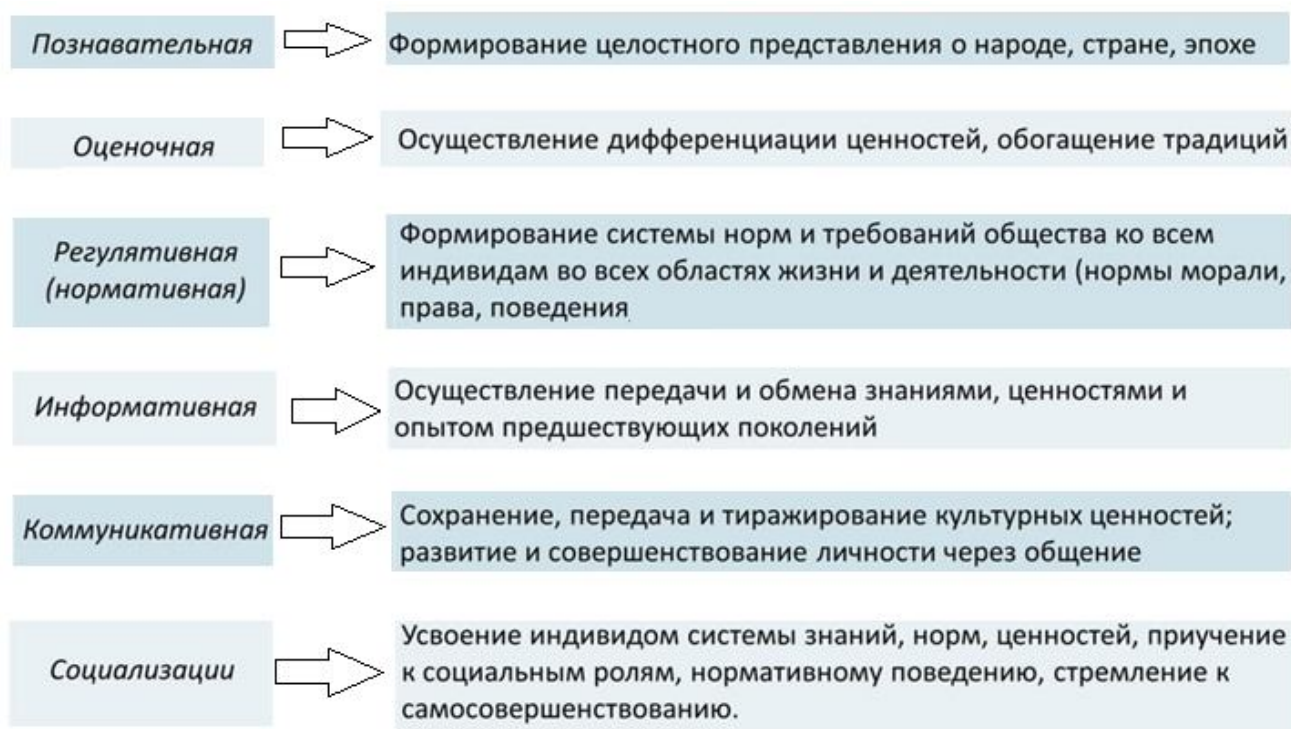 Познавательная
Формирование целостного представления о народе, стране, эпохе
Оценочная
Осуществление дифференциации ценностей, обогащение традиций
Регулятивная
(нормативная)
Формирование системы норм и требований общества ко всем
индивидам во всех областях жизни и деятельности (нормы морали,
права, поведения
Информативная
Осуществление передачи и обмена знаниями, ценностями и
опытом предшествующих поколений
Коммуникативная
Сохранение, передача и тиражирование культурных ценностей;
развитие и совершенствование личности через общение
Социализации
Усвоение индивидом системы знаний, норм, ценностей, приучение
к социальным ролям, нормативному поведению, стремление к
самосовершенствованию.